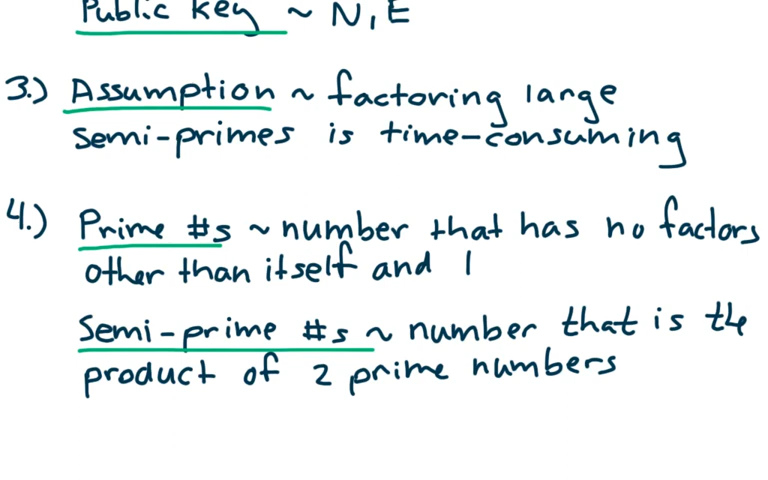 Public Key ~ N, E
3.) Assumption ~ factoring large
semi-primes is time-consuming
4.) Prime #s ~ number that has no factors
other than itself and 1
Semi-prime #s ~ number that is the
product of 2 prime numbers